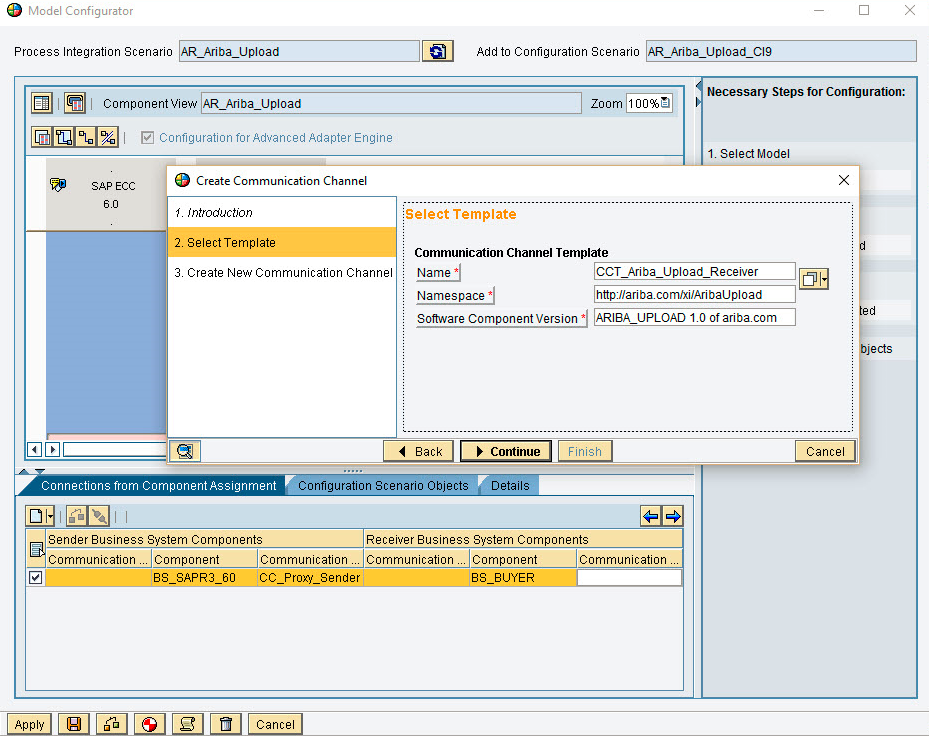 Model Configurator
Process Integration Scenario AR_Ariba_Upload Add to Configuration Scenario AR_Ariba_Upload_CI9
Component View AR_Ariba_Upload Zoom 100%
Configuration for Advanced Adapter Engine
SAP ECC
6.0
Necessary Steps for Configuration:
1. Select Model
d
ted
bjects
Create Communication Channel
1. Introduction
2. Select Template
3. Create New Communication Channel
Select Template
Communication Channel Template
Name * CCT_Ariba_Upload_Receiver
Namespace * http://ariba.com/xi/AribaUpload
Software Component Version * ARIBA_UPLOAD 1.0 of ariba.com
Back Continue Finish Cancel
Connections from Component Assignment Configuration Scenario Objects Details
Sender Business System Components Receiver Business System Components
Communication ... Component Communication ... Communication ... Component Communication ...
BS_SAPR3_60 CC_Proxy_Sender BS_BUYER
Apply Cancel